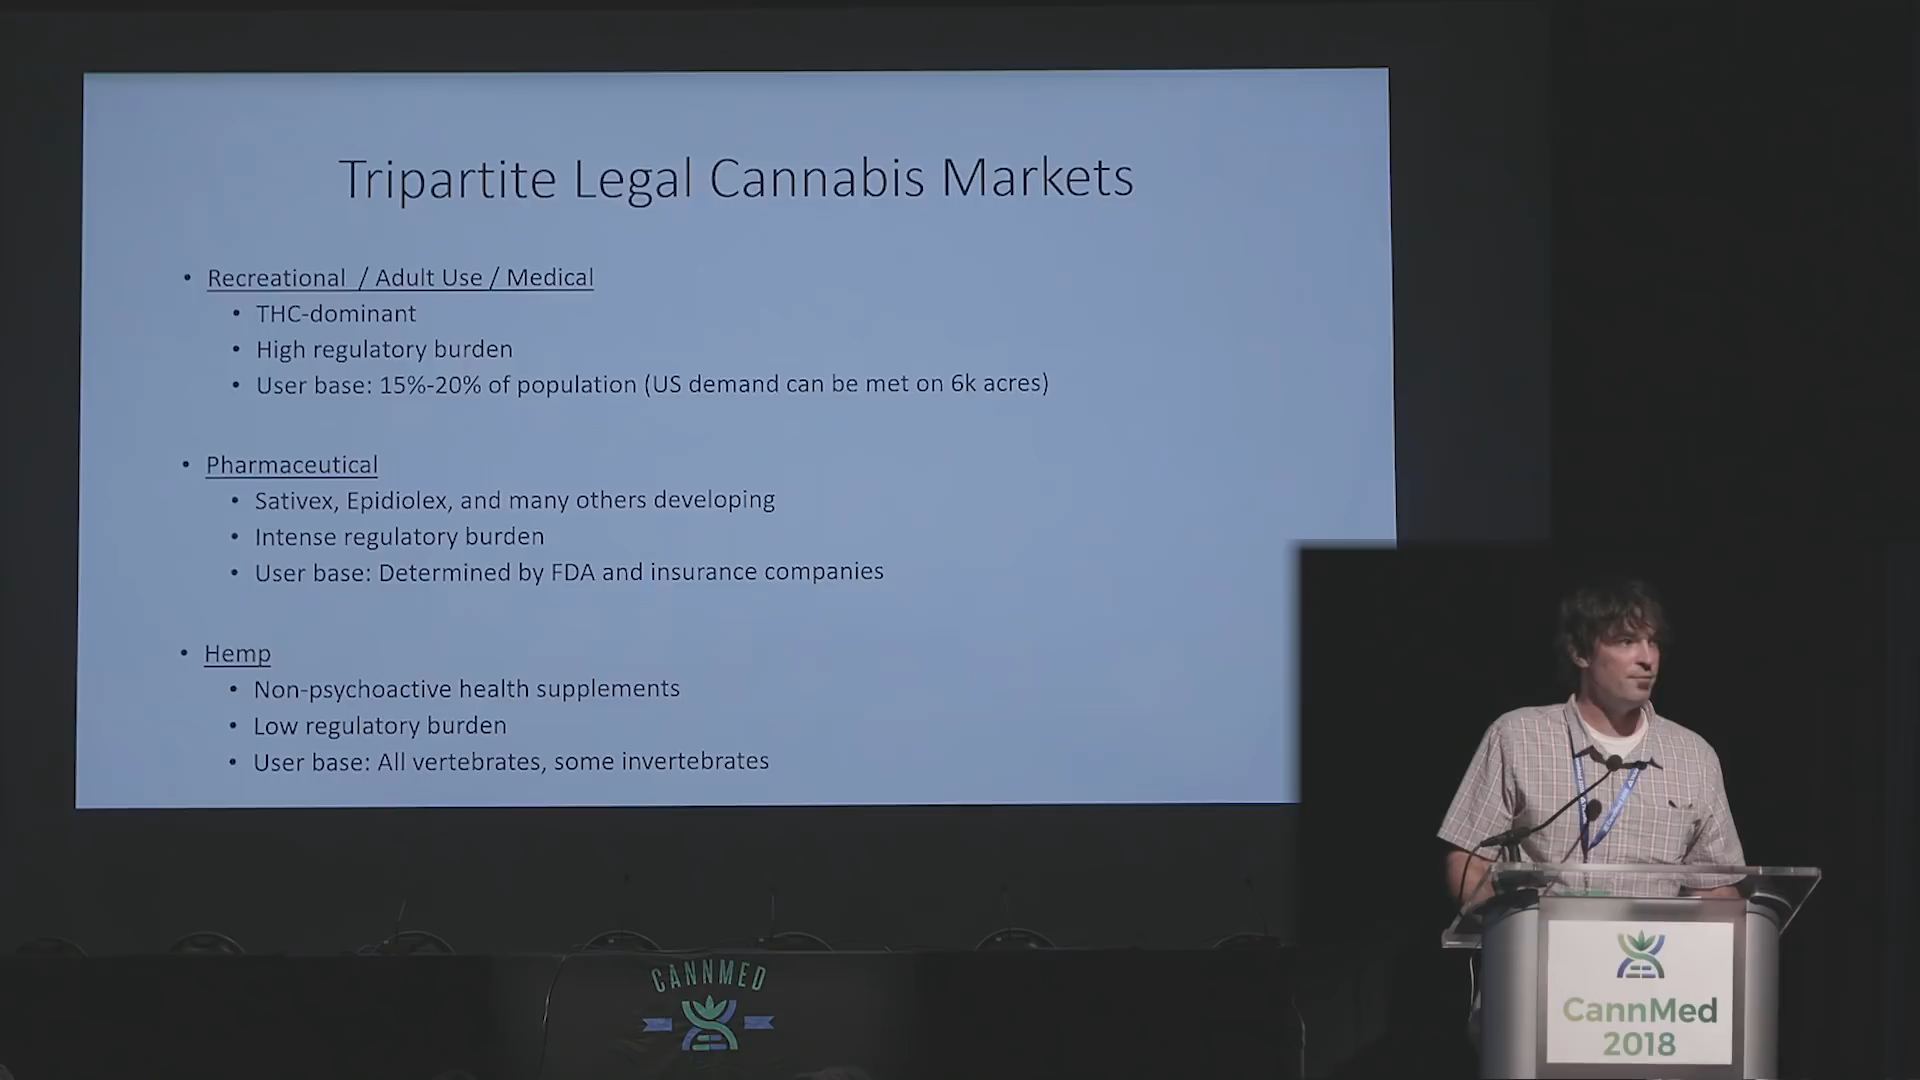 Tripartite Legal Cannabis Markets
• Recreational / Adult Use / Medical
• THC-dominant
• High regulatory burden
• User base: 15%-20% of population (US demand can be met on 6k acres)
• Pharmaceutical
• Sativex, Epidiolex, and many others developing
• Intense regulatory burden
• User base: Determined by FDA and insurance companies
• Hemp
• Non-psychoactive health supplements
• Low regulatory burden
• User base: All vertebrates, some invertebrates
CANNMED
CannMed
2018